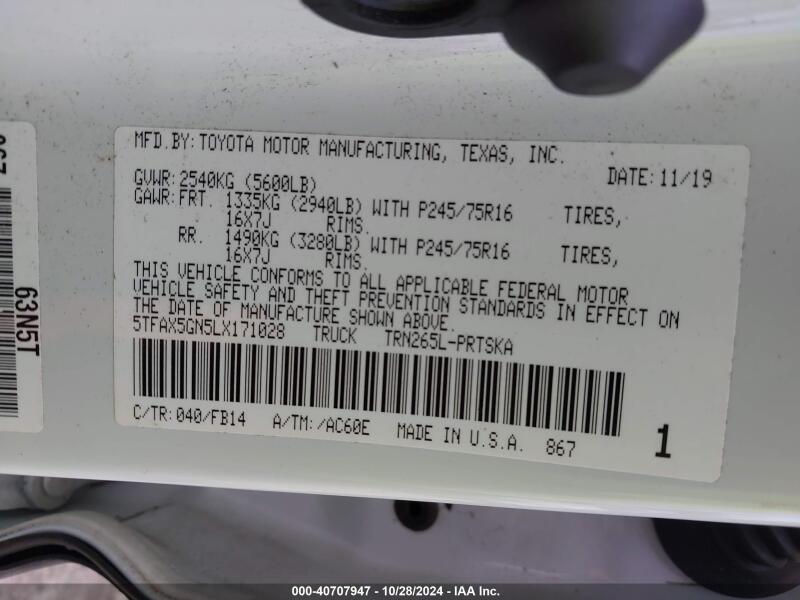 MFD.BY:TOYOTA MOTOR MANUFACTURING, TEXAS, INC.
GVWR:2540KG (5600LB) DATE:11/19
GAWR:FRT. 1335KG (2940LB) WITH P245/75R16 TIRES,
16X7J RIMS.
RR. 1490KG (3280LB) WITH P245/75R16 TIRES,
16X7J RIMS.
THIS VEHICLE CONFORMS TO ALL APPLICABLE FEDERAL MOTOR
VEHICLE SAFETY AND THEFT PREVENTION STANDARDS IN EFFECT ON
THE DATE OF MANUFACTURE SHOWN ABOVE.
5TFAX5GN5LX171028 TRUCK TRN265L-PRTSKA
C/TR:040/FB14 A/TM:/AC60E MADE IN U.S.A. 867 1
63N5T
000-40707947 - 10/28/2024 - IAA, Inc.